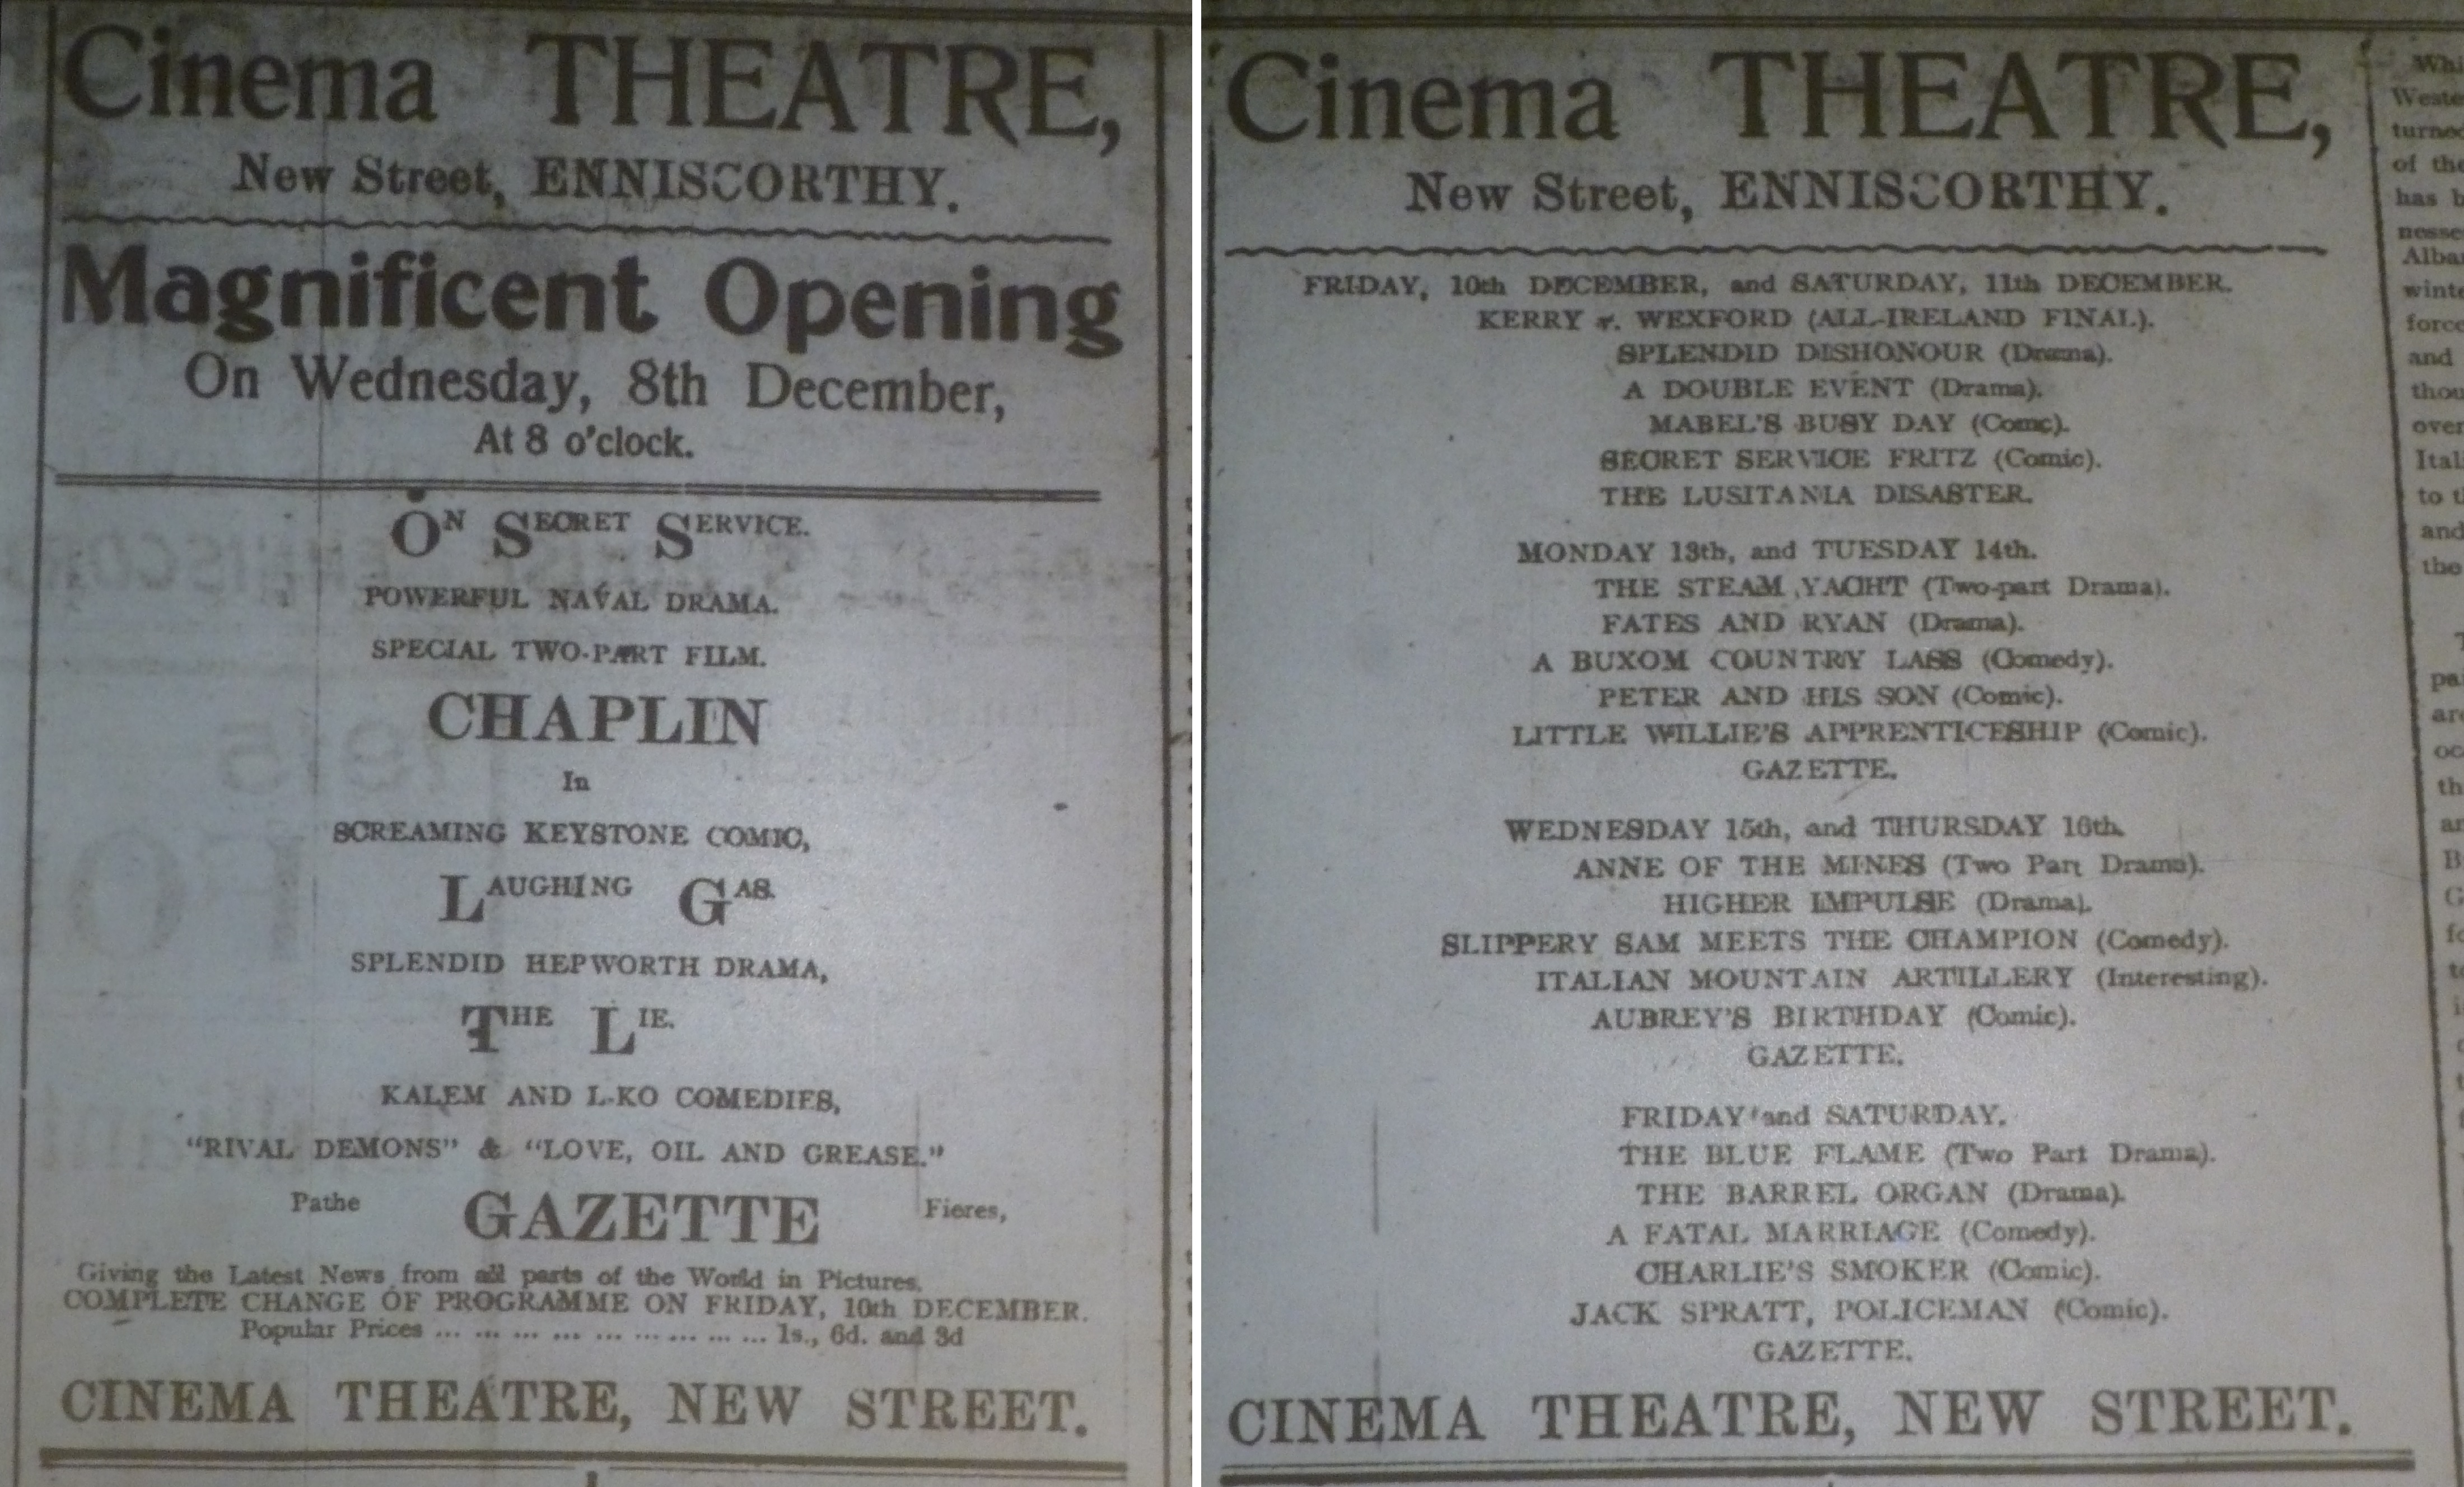 Cinema THEATRE,
New Street, ENNISCORTHY.
Magnificent Opening
On Wednesday, 8th December,
At 8 o'clock.
ON SECRET SERVICE.
POWERFUL NAVAL DRAMA.
SPECIAL TWO-PART FILM.
CHAPLIN
In
SCREAMING KEYSTONE COMIC,
LAUGHING GAS.
SPLENDID HEPWORTH DRAMA,
THE LIE.
KALEM AND L-KO COMEDIES,
"RIVAL DEMONS" & "LOVE, OIL AND GREASE."
Pathe GAZETTE Fieres,
Giving the Latest News from all parts of the World in Pictures.
COMPLETE CHANGE OF PROGRAMME ON FRIDAY, 10th DECEMBER.
Popular Prices ... ... ... ... ... ... ... ... ... 1s., 6d. and 3d
CINEMA THEATRE, NEW STREET.
Cinema THEATRE,
New Street, ENNISCORTHY.
FRIDAY, 10th DECEMBER, and SATURDAY, 11th DECEMBER.
KERRY v. WEXFORD (ALL-IRELAND FINAL).
SPLENDID DISHONOUR (Drama).
A DOUBLE EVENT (Drama).
MABEL'S BUSY DAY (Comc).
SECRET SERVICE FRITZ (Comic).
THE LUSITANIA DISASTER.
MONDAY 13th, and TUESDAY 14th.
THE STEAM YACHT (Two-part Drama).
FATES AND RYAN (Drama).
A BUXOM COUNTRY LASS (Comedy).
PETER AND HIS SON (Comic).
LITTLE WILLIE'S APPRENTICESHIP (Comic).
GAZETTE.
WEDNESDAY 15th, and THURSDAY 16th.
ANNE OF THE MINES (Two Part Drama).
HIGHER IMPULSE (Drama).
SLIPPERY SAM MEETS THE CHAMPION (Comedy).
ITALIAN MOUNTAIN ARTILLERY (Interesting).
AUBREY'S BIRTHDAY (Comic).
GAZETTE.
FRIDAY and SATURDAY.
THE BLUE FLAME (Two Part Drama).
THE BARREL ORGAN (Drama).
A FATAL MARRIAGE (Comedy).
CHARLIE'S SMOKER (Comic).
JACK SPRATT, POLICEMAN (Comic).
GAZETTE.
CINEMA THEATRE, NEW STREET.